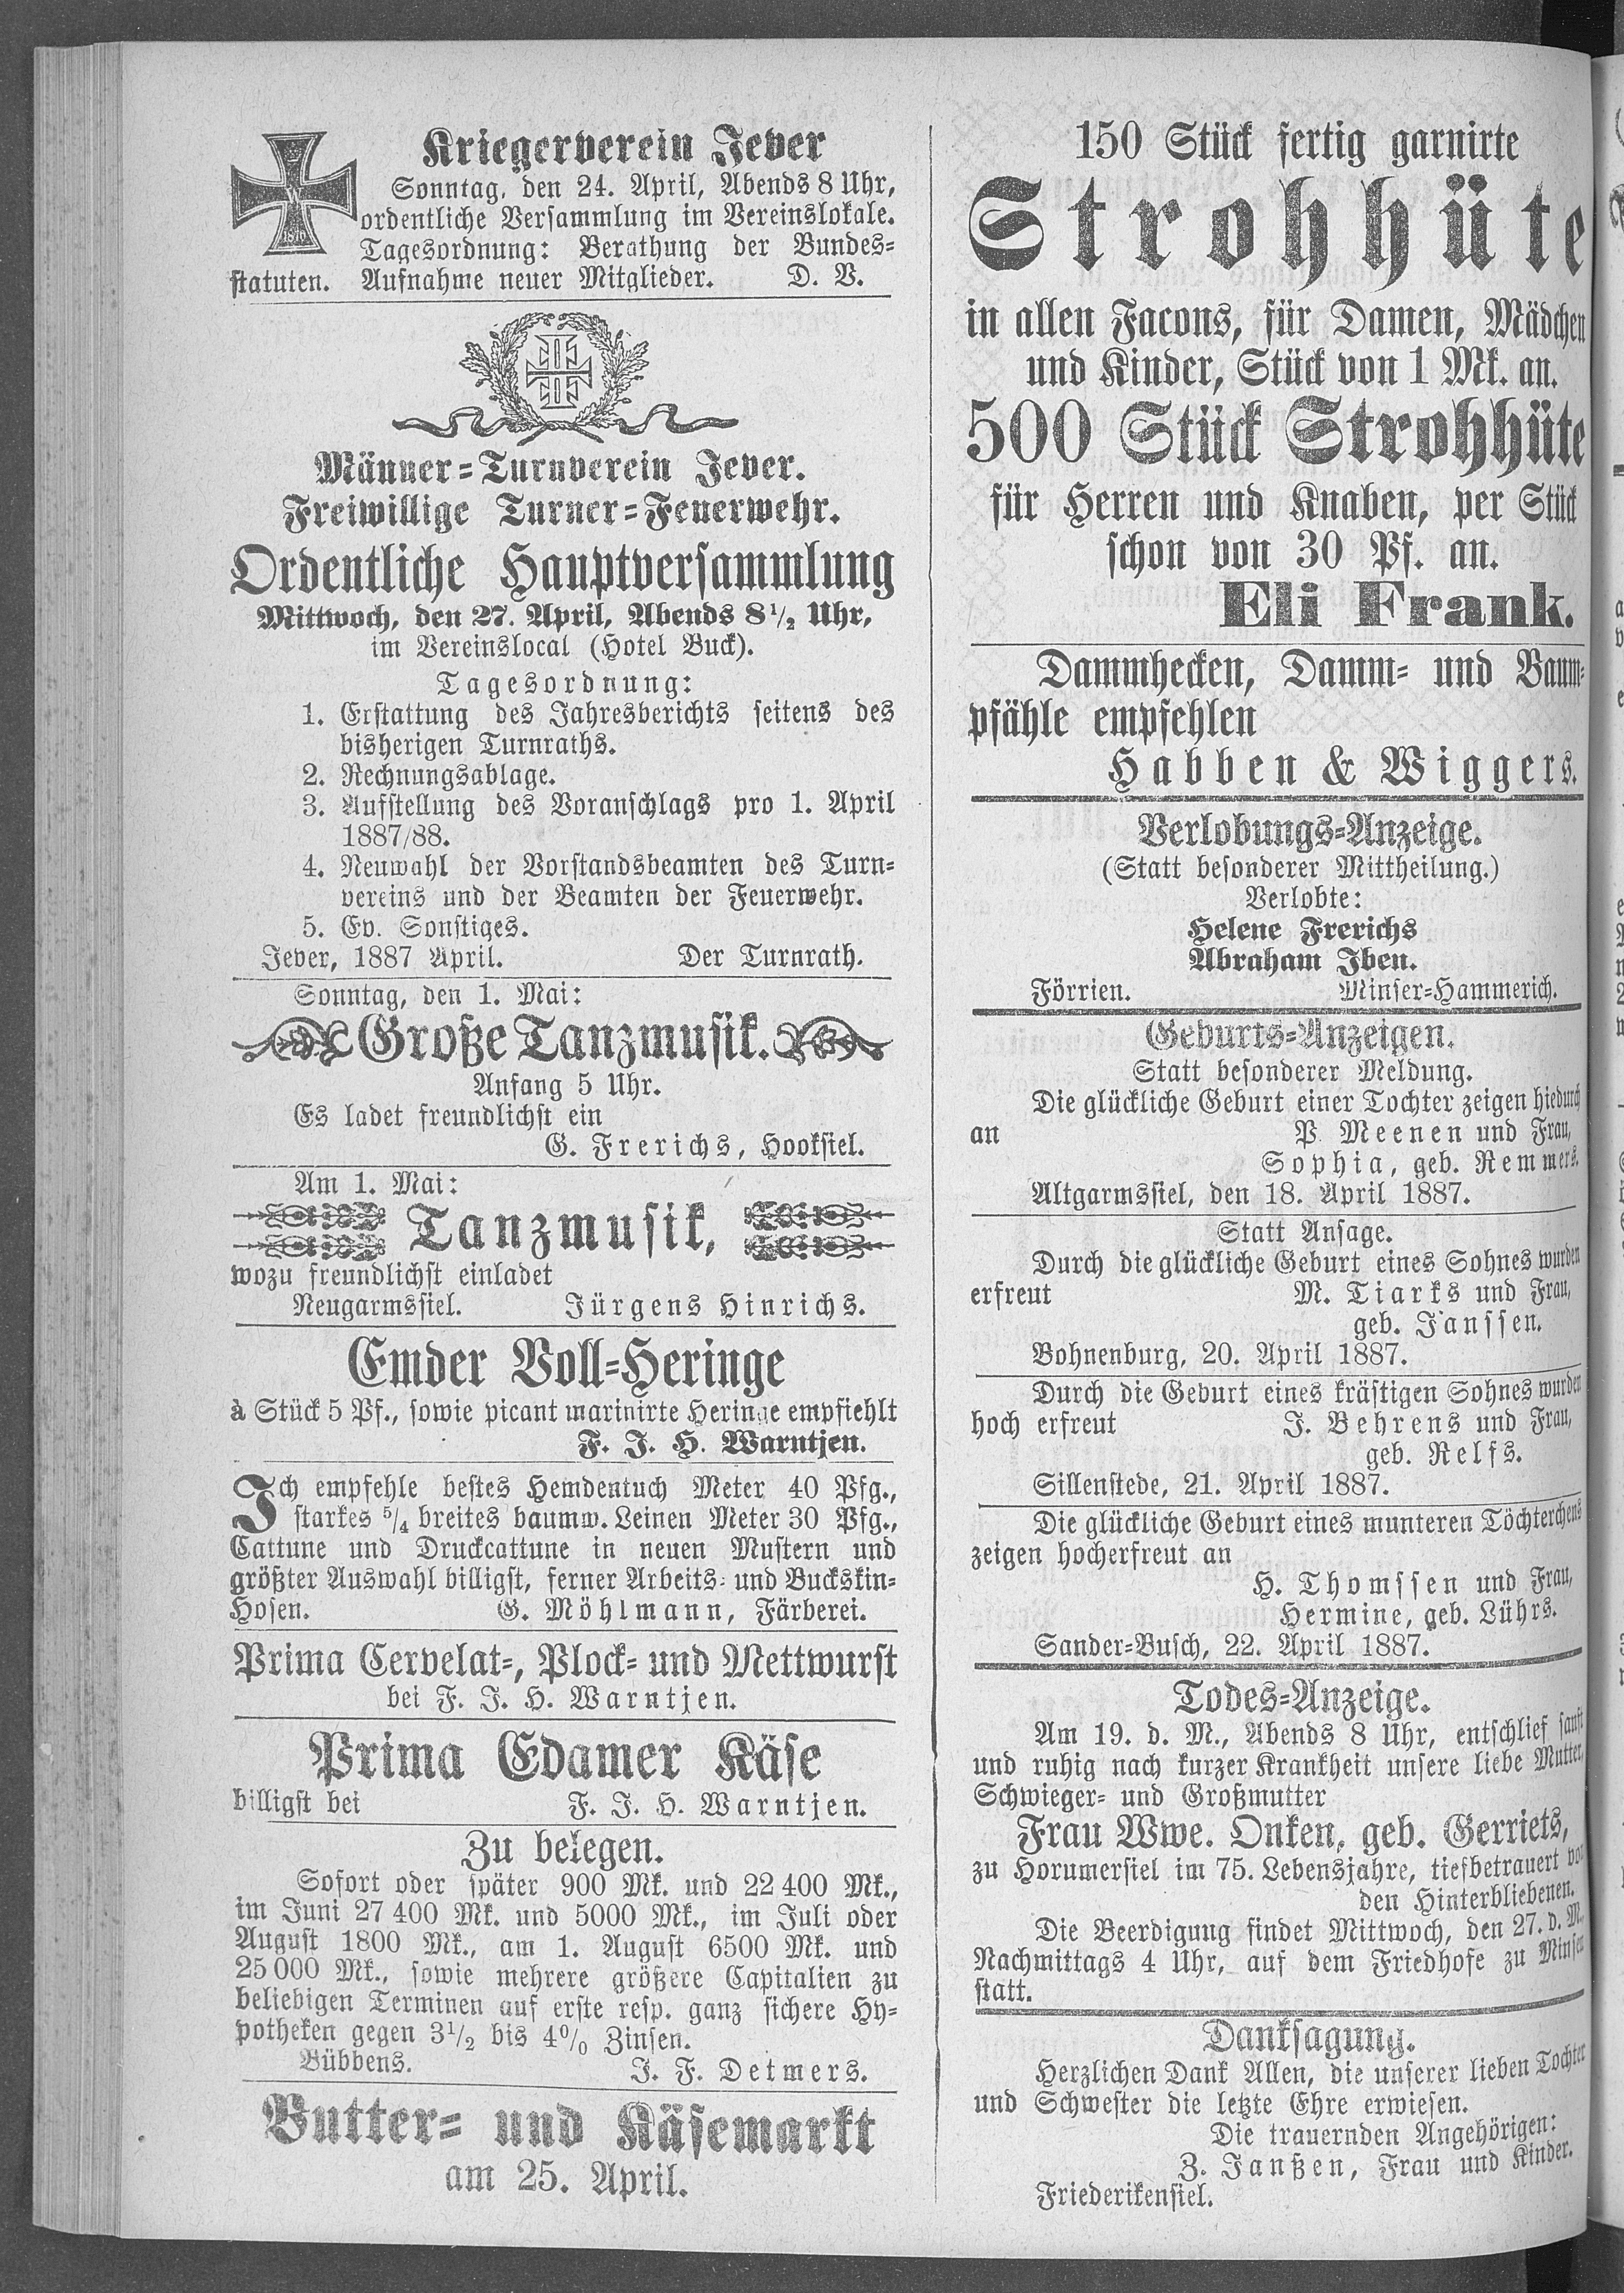 Kriegerverein Jever
Sonntag, den 24. April, Abends 8 Uhr,
ordentliche Versammlung im Vereinslokale.
Tagesordnung: Berathung der Bundes=
statuten. Aufnahme neuer Mitglieder. D. V.
Männer=Turnverein Jever.
Freiwillige Turner=Feuerwehr.
Ordentliche Hauptversammlung
Mittwoch, den 27. April, Abends 8½ Uhr,
im Vereinslocal (Hotel Buck).
Tagesordnung:
1. Erstattung des Jahresberichts seitens des
bisherigen Turnraths.
2. Rechnungsablage.
3. Aufstellung des Voranschlags pro 1. April
1887/88.
4. Neuwahl der Vorstandsbeamten des Turn=
vereins und der Beamten der Feuerwehr.
5. Ev. Sonstiges.
Jever, 1887 April. Der Turnrath.
Sonntag, den 1. Mai:
Große Tanzmusik.
Anfang 5 Uhr.
Es ladet freundlichst ein
G. Frerichs, Hooksiel.
Am 1. Mai:
Tanzmusik,
wozu freundlichst einladet
Neugarmssiel. Jürgens Hinrichs.
Emder Voll=Heringe
à Stück 5 Pf., sowie picant marinirte Heringe empfiehlt
F. J. H. Warntjen.
Ich empfehle bestes Hemdentuch Meter 40 Pfg.,
starkes 5/4 breites baumw. Leinen Meter 30 Pfg.,
Cattune und Druckcattune in neuen Mustern und
größter Auswahl billigst, ferner Arbeits= und Buckskin=
Hosen. G. Möhlmann, Färberei.
Prima Cervelat=, Plock= und Mettwurst
bei F. J. H. Warntjen.
Prima Edamer Käse
billigst bei F. J. H. Warntjen.
Zu belegen.
Sofort oder später 900 Mk. und 22 400 Mk.,
im Juni 27 400 Mk. und 5000 Mk., im Juli oder
August 1800 Mk., am 1. August 6500 Mk. und
25 000 Mk., sowie mehrere größere Capitalien zu
beliebigen Terminen auf erste resp. ganz sichere Hy=
potheken gegen 3½ bis 4% Zinsen.
Bübbens. J. F. Detmers.
Butter= und Käsemarkt
am 25. April.
150 Stück fertig garnirte
Strohhüte
in allen Facons, für Damen, Mädchen
und Kinder, Stück von 1 Mk. an.
500 Stück Strohhüte
für Herren und Knaben, per Stück
schon von 30 Pf. an.
Eli Frank.
Dammhecken, Damm= und Baum=
pfähle empfehlen
Habben & Wiggers.
Verlobungs=Anzeige.
(Statt besonderer Mittheilung.)
Verlobte:
Helene Frerichs
Abraham Iben.
Förrien. Minser=Hammerich.
Geburts=Anzeigen.
Statt besonderer Meldung.
Die glückliche Geburt einer Tochter zeigen hiedurch
an P. Meenen und Frau,
Sophia, geb. Remmers.
Altgarmssiel, den 18. April 1887.
Statt Ansage.
Durch die glückliche Geburt eines Sohnes wurden
erfreut M. Tiarks und Frau,
geb. Janssen.
Bohnenburg, 20. April 1887.
Durch die Geburt eines kräftigen Sohnes wurden
hoch erfreut J. Behrens und Frau,
geb. Relfs.
Sillenstede, 21. April 1887.
Die glückliche Geburt eines munteren Töchterchens
zeigen hocherfreut an
H. Thomssen und Frau,
Hermine, geb. Lührs.
Sander=Busch, 22. April 1887.
Todes=Anzeige.
Am 19. d. M., Abends 8 Uhr, entschlief sanft
und ruhig nach kurzer Krankheit unsere liebe Mutter,
Schwieger= und Großmutter
Frau Wwe. Onken, geb. Gerriets,
zu Horumersiel im 75. Lebensjahre, tiefbetrauert von
den Hinterbliebenen.
Die Beerdigung findet Mittwoch, den 27. d. M.,
Nachmittags 4 Uhr, auf dem Friedhofe zu Minsen
statt.
Danksagung.
Herzlichen Dank Allen, die unserer lieben Tochter
und Schwester die letzte Ehre erwiesen.
Die trauernden Angehörigen:
Z. Janßen, Frau und Kinder.
Friederikensiel.